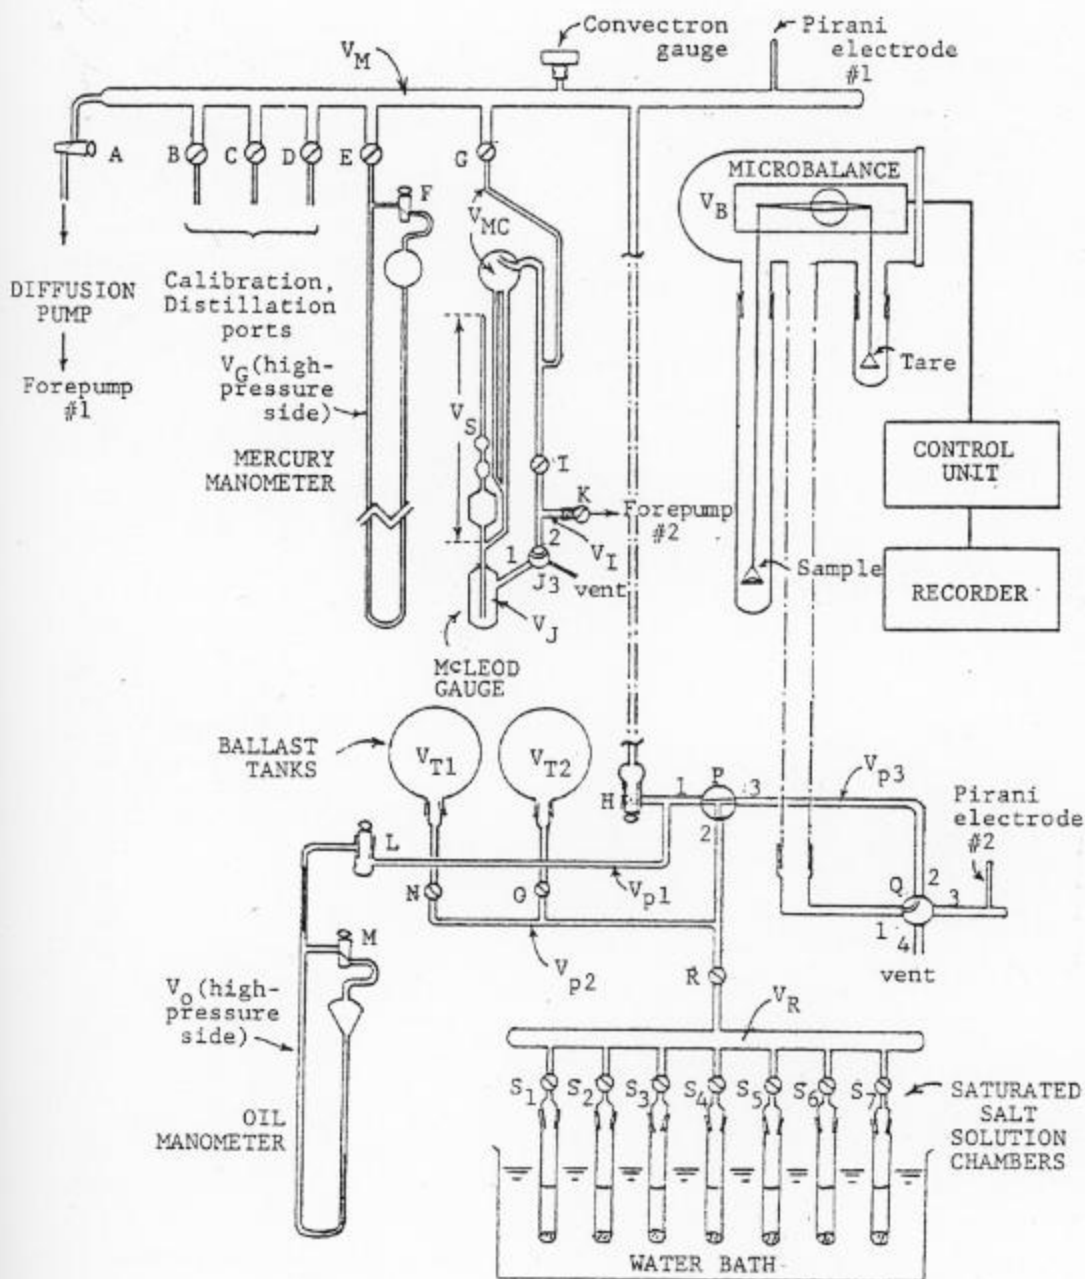 Convectron
gauge
Pirani
electrode
#1
V_M
A
B
C
D
E
G
F
MICROBALANCE
V_B
V_MC
DIFFUSION
PUMP
Forepump
#1
Calibration,
Distillation
ports
V_G (high-
pressure
side)
MERCURY
MANOMETER
V_S
I
K
Forepump
#2
V_I
1
2
J3
vent
V_J
McLEOD
GAUGE
Tare
CONTROL
UNIT
Sample
RECORDER
BALLAST
TANKS
V_T1
V_T2
H
1
P
3
2
V_p3
Pirani
electrode
#2
L
V_p1
N
G
Q
2
3
1
4
vent
M
V_p2
R
V_R
V_o (high-
pressure
side)
S_1
S_2
S_3
S_4
S_5
S_6
S_7
SATURATED
SALT
SOLUTION
CHAMBERS
OIL
MANOMETER
WATER BATH